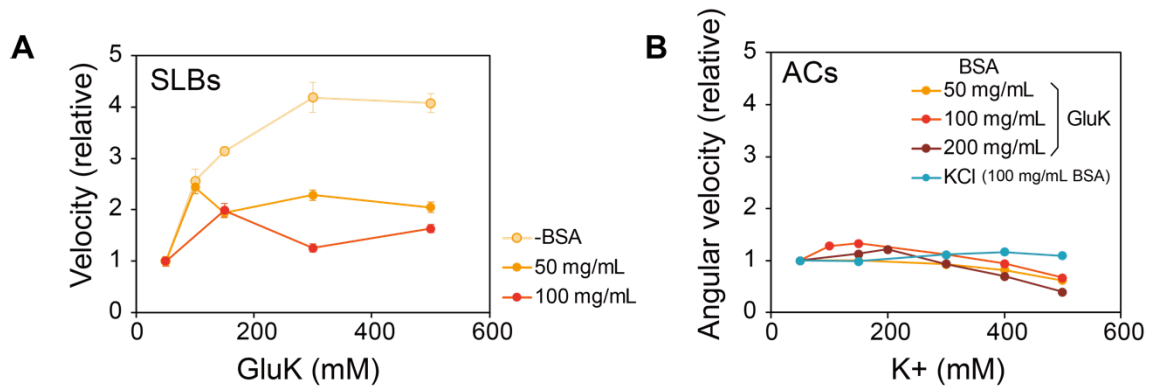 A
SLBs
Velocity (relative)
5
4
3
2
1
0
0
200
400
600
GluK (mM)
-BSA
50 mg/mL
100 mg/mL
B
ACs
Angular velocity (relative)
5
4
3
2
1
0
0
200
400
600
K+ (mM)
BSA
50 mg/mL
100 mg/mL
200 mg/mL
GluK
KCl (100 mg/mL BSA)